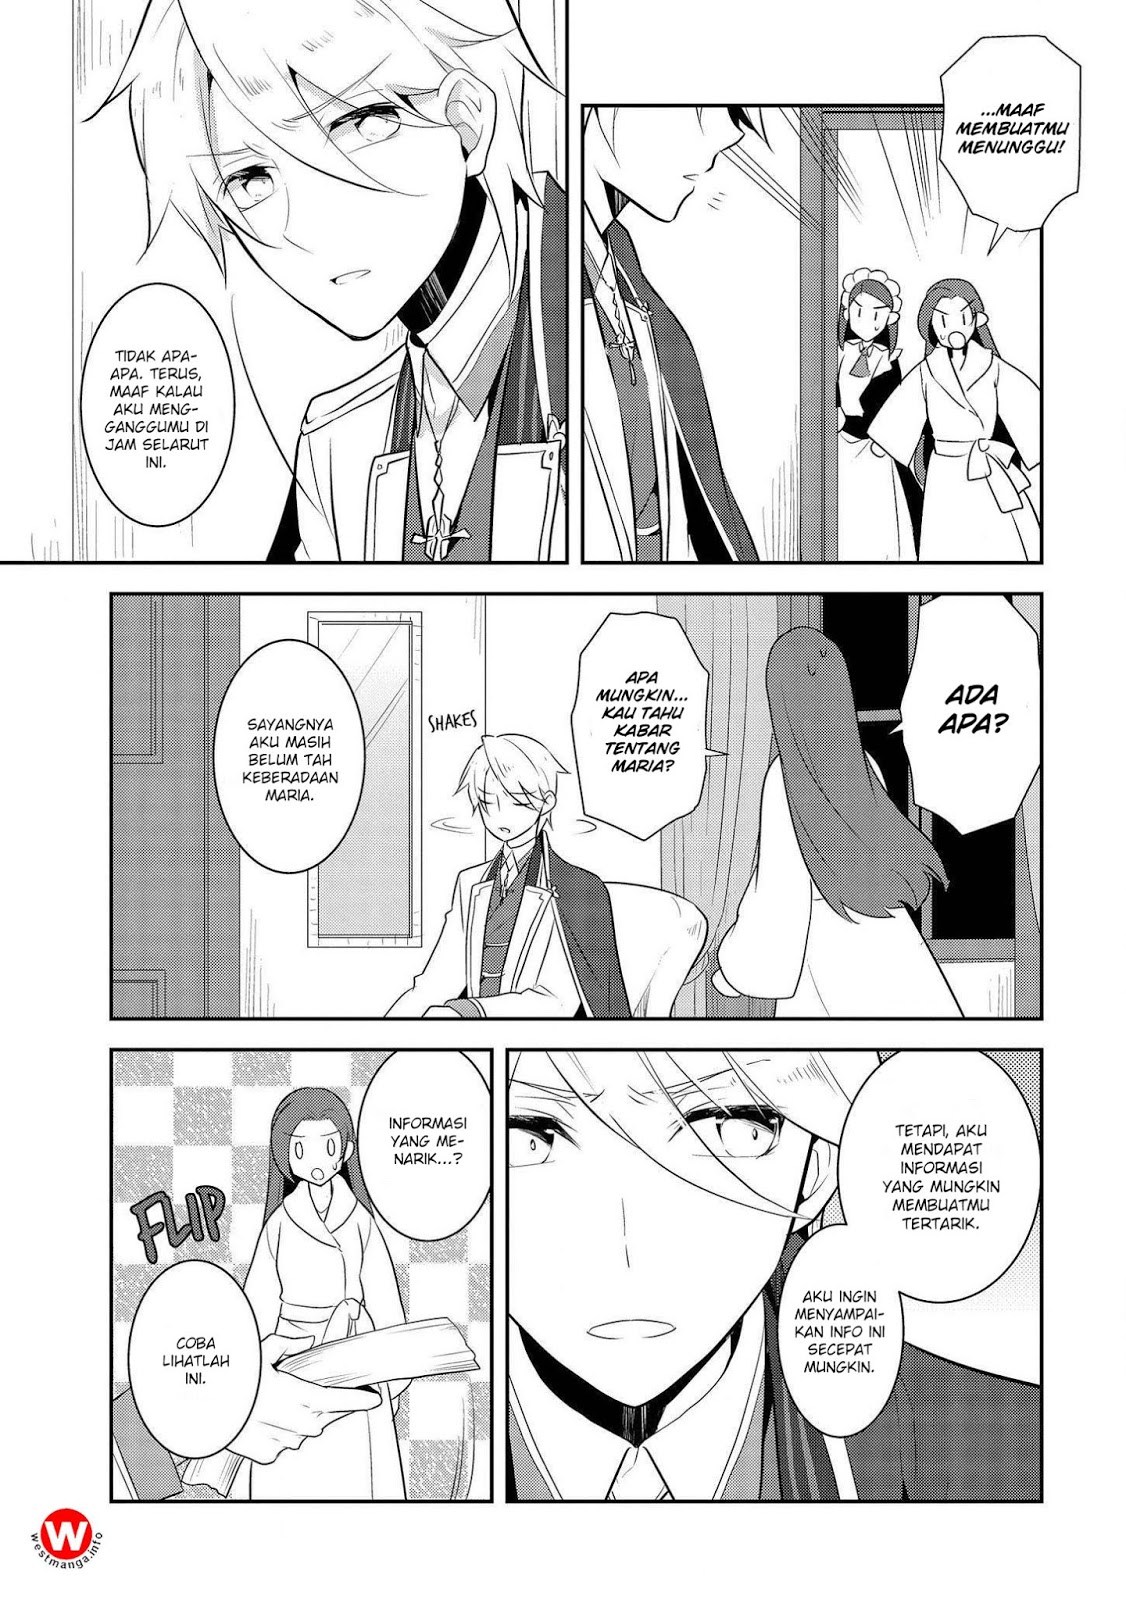 ...MAAF
MEMBUATMU
MENUNGGU!
TIDAK APA-
APA. TERUS,
MAAF KALAU
AKU MENG-
GANGGUMU DI
JAM SELARUT
INI.
ADA
APA?
APA
MUNGKIN...
KAU TAHU
KABAR
TENTANG
MARIA?
SHAKES
SAYANGNYA
AKU MASIH
BELUM TAH
KEBERADAAN
MARIA.
TETAPI, AKU
MENDAPAT
INFORMASI
YANG MUNGKIN
MEMBUATMU
TERTARIK.
AKU INGIN
MENYAMPAI-
KAN INFO INI
SECEPAT
MUNGKIN.
INFORMASI
YANG ME-
NARIK...?
FLIP
COBA
LIHATLAH
INI.
W
westmanga.info